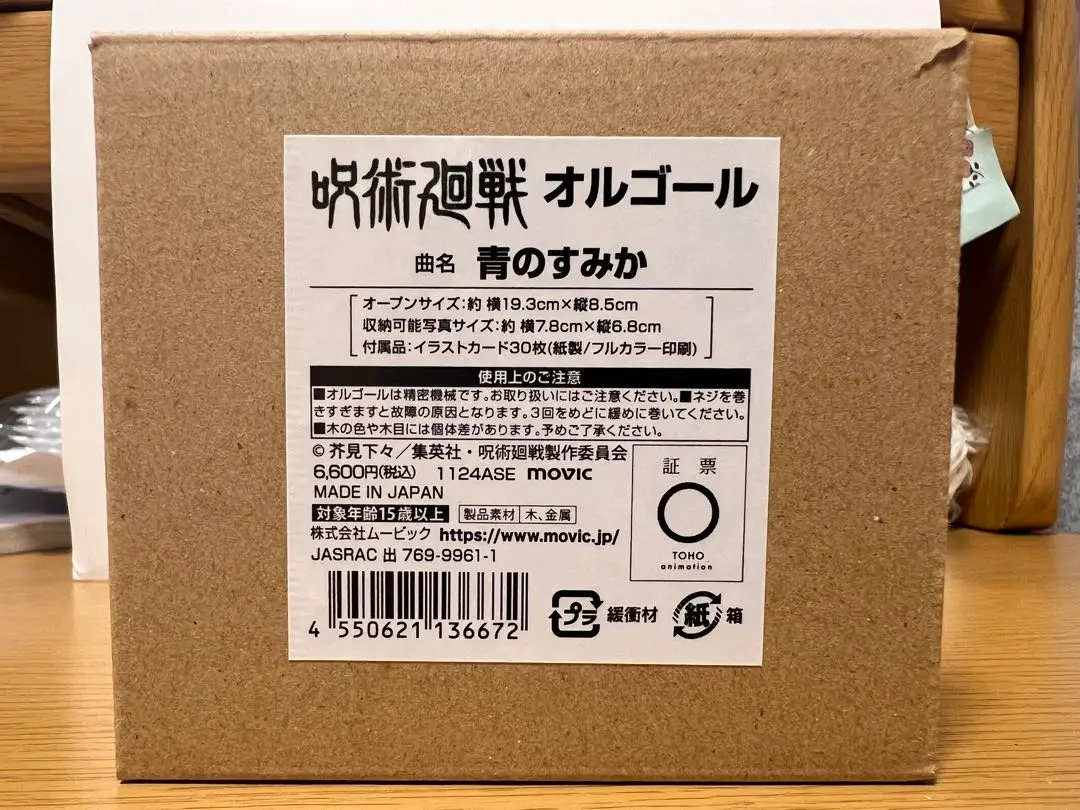 呪術廻戦 オルゴール
曲名 青のすみか
オープンサイズ:約 横19.3cm×縦8.5cm
収納可能写真サイズ:約 横7.8cm×縦6.8cm
付属品:イラストカード30枚(紙製/フルカラー印刷)
使用上のご注意
■オルゴールは精密機械です。お取り扱いにはご注意ください。■ネジを巻
きすぎますと故障の原因となります。3回をめどに緩めに巻いてください。
■木の色や木目には個体差があります。予めご了承ください。
© 芥見下々/集英社・呪術廻戦製作委員会
6,600円(税込) 1124ASE movic
MADE IN JAPAN
対象年齢15歳以上 製品素材 木、金属
株式会社ムービック https://www.movic.jp/
JASRAC 出 769-9961-1
証票
TOHO
animation
4 550621 136672
プラ 緩衝材 紙 箱